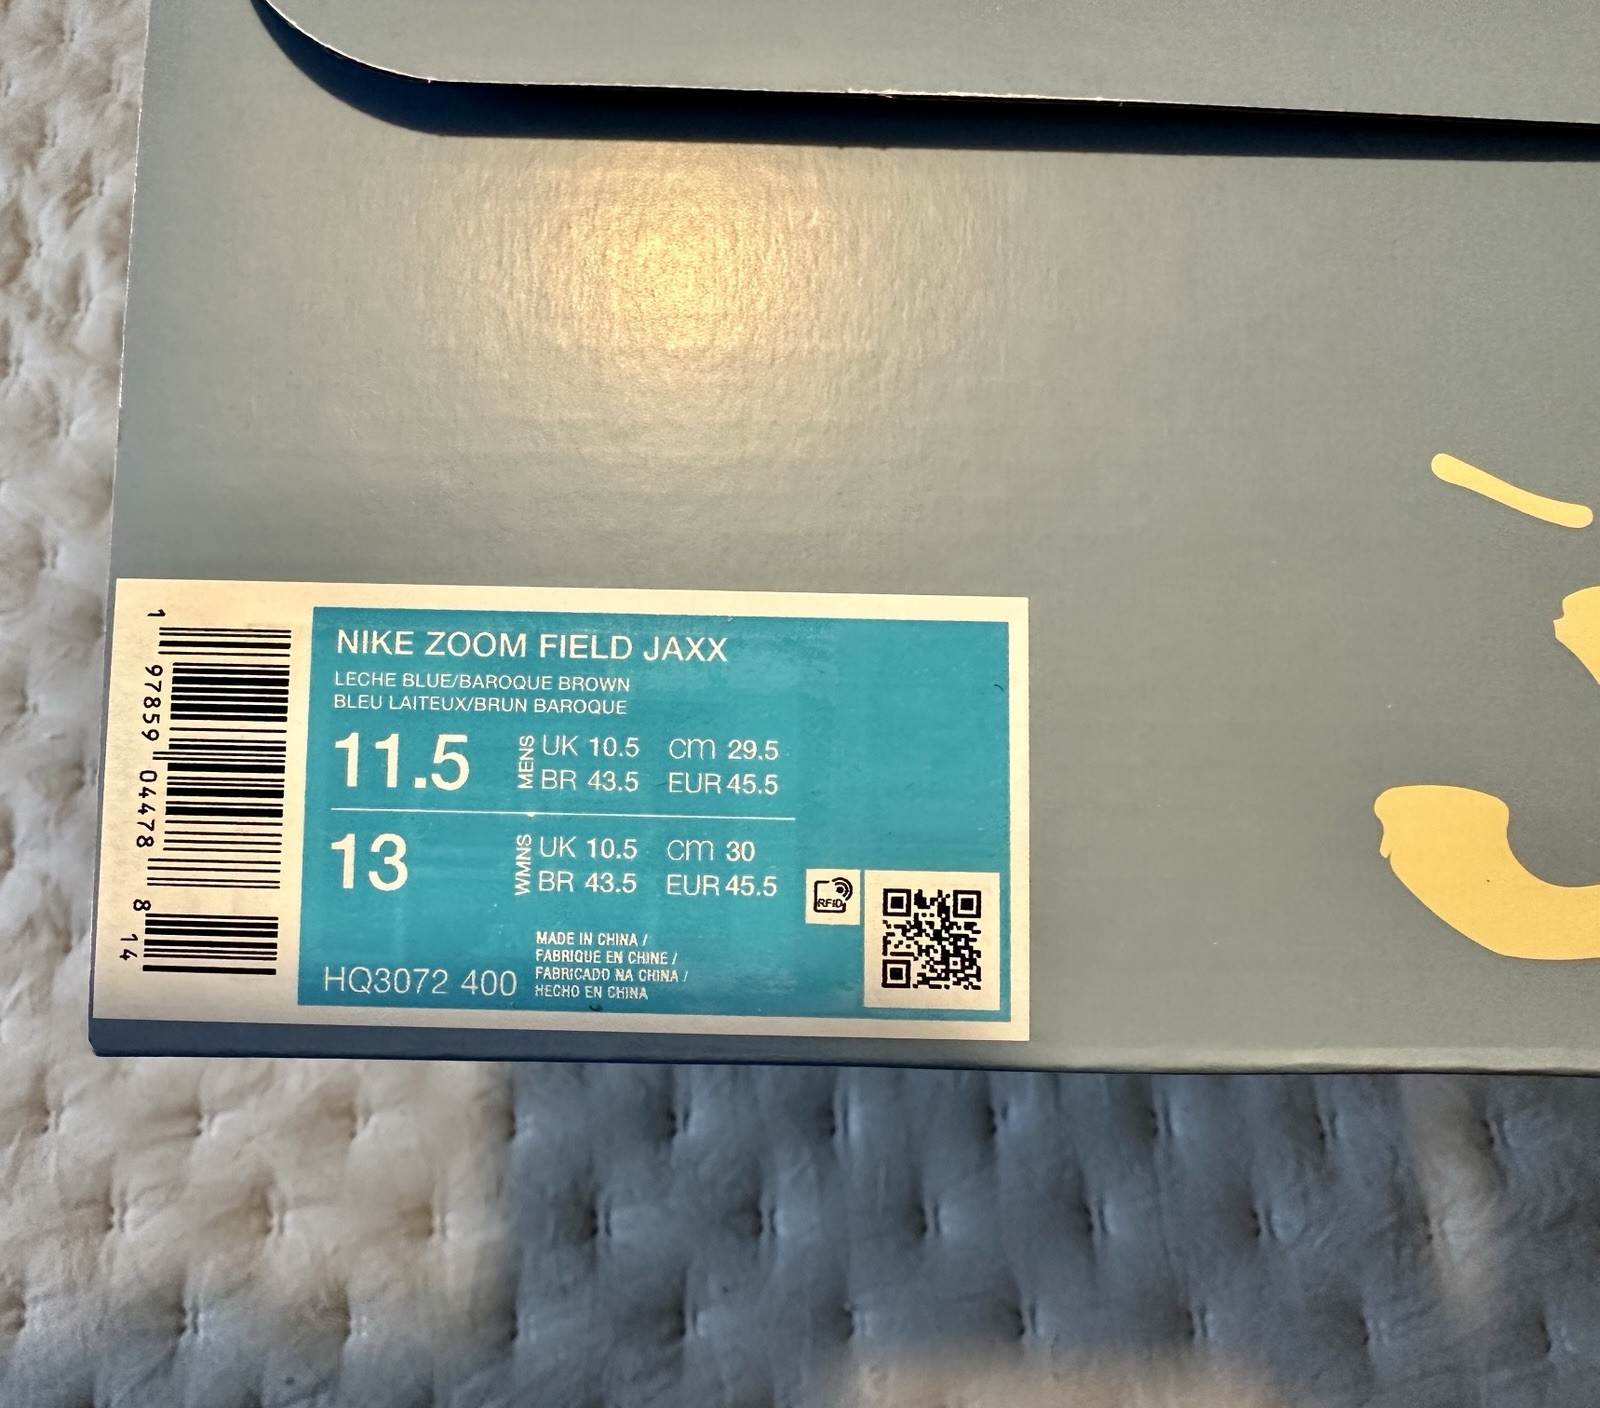 NIKE ZOOM FIELD JAXX
LECHE BLUE/BAROQUE BROWN
BLEU LAITEUX/BRUN BAROQUE
11.5 MENS UK 10.5 cm 29.5
BR 43.5 EUR 45.5
13 WMNS UK 10.5 cm 30
BR 43.5 EUR 45.5
RFID
MADE IN CHINA /
FABRIQUE EN CHINE /
FABRICADO NA CHINA /
HECHO EN CHINA
HQ3072 400
1 97859 04478 8 14